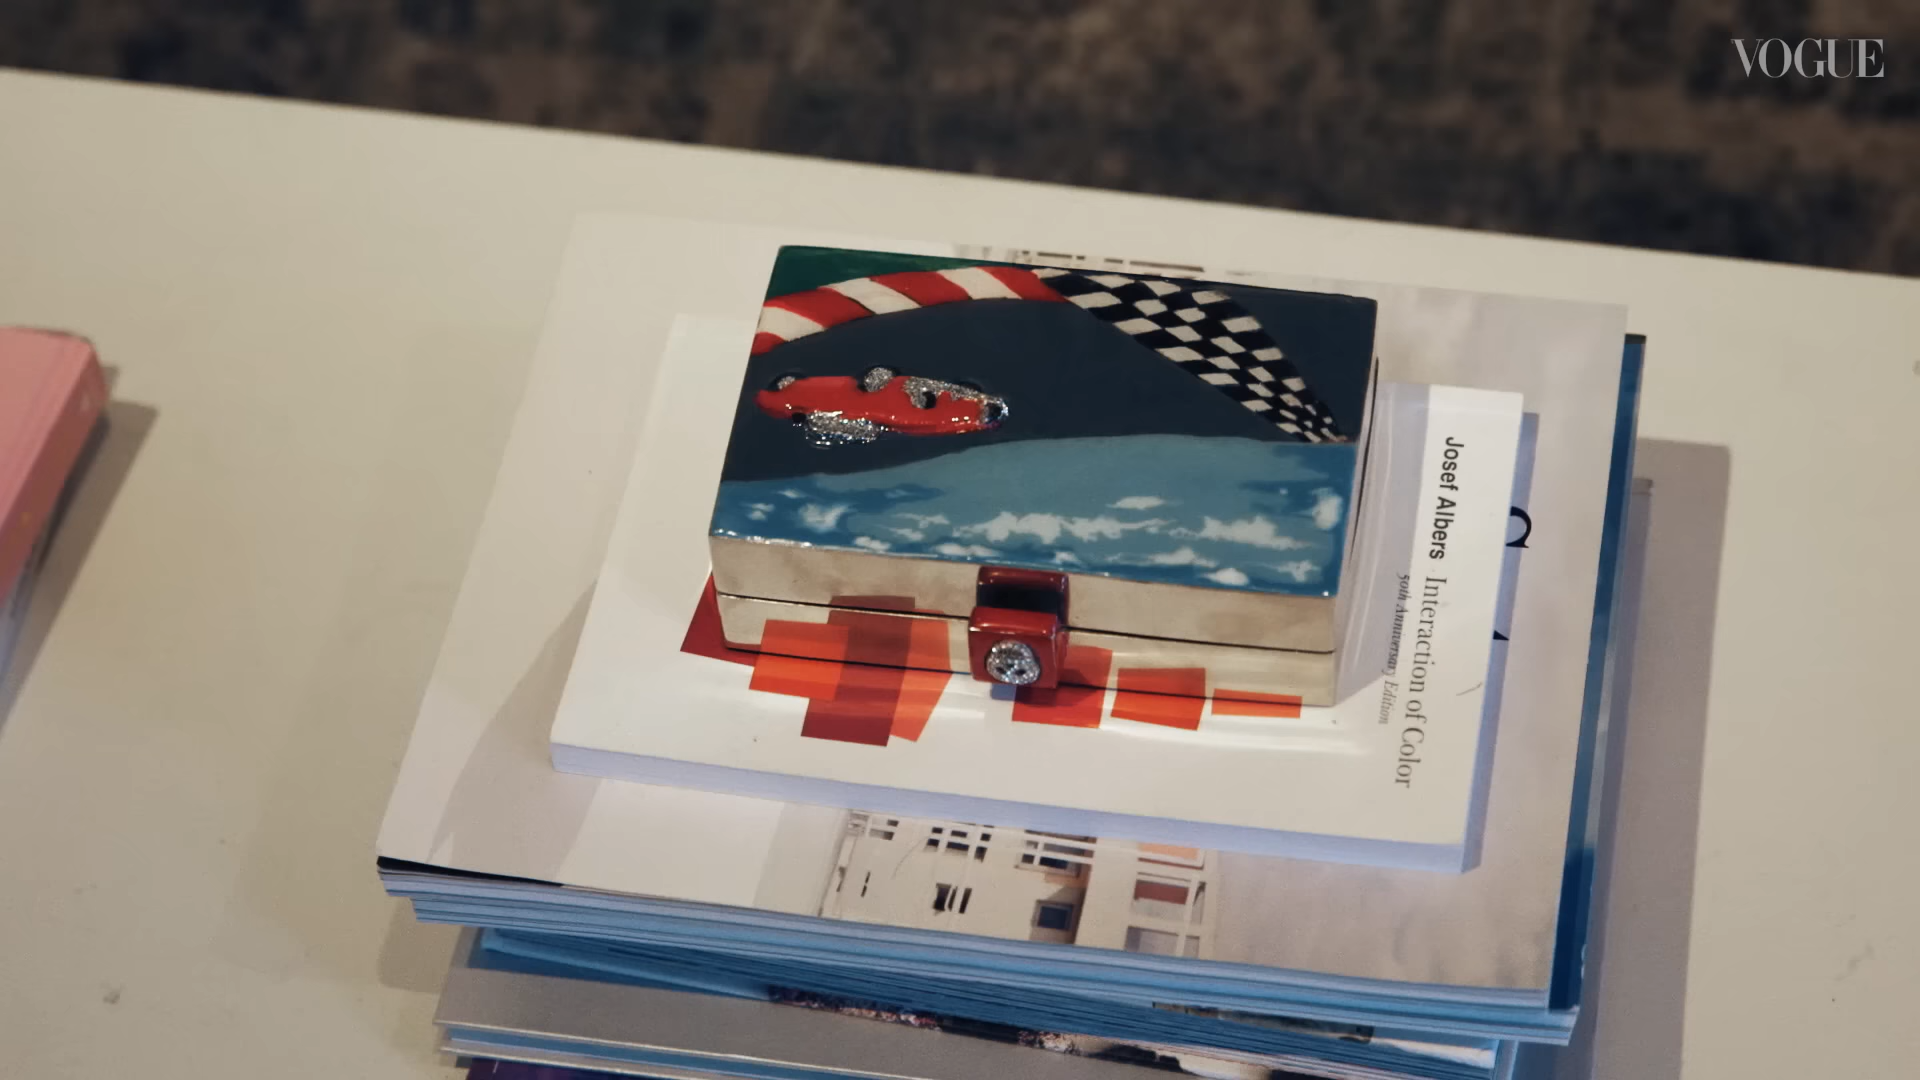 VOGUE
Josef Albers Interaction of Color
50th Anniversary Edition